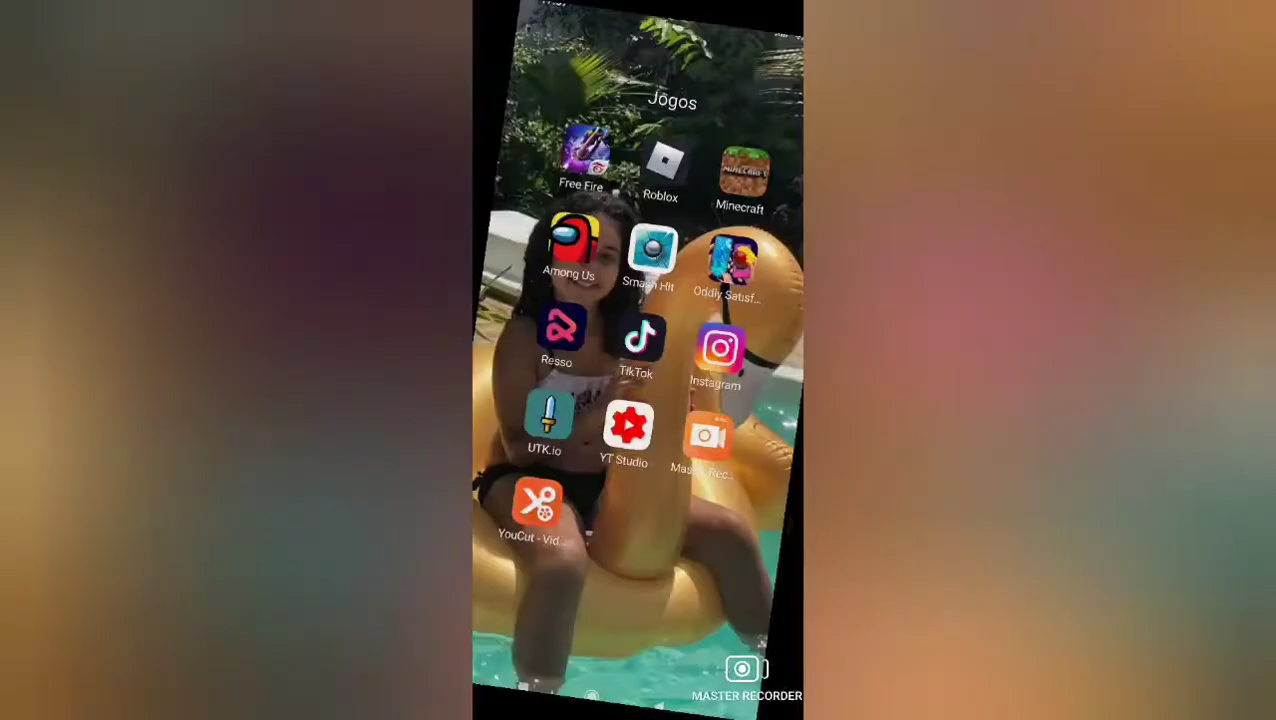 Jogos
Free Fire
Roblox
Minecraft
Among Us
Smash Hit
Oddly Satisf...
Resso
TikTok
Instagram
UTK.io
YT Studio
Rec...
YouCut - Vid...
MASTER RECORDER